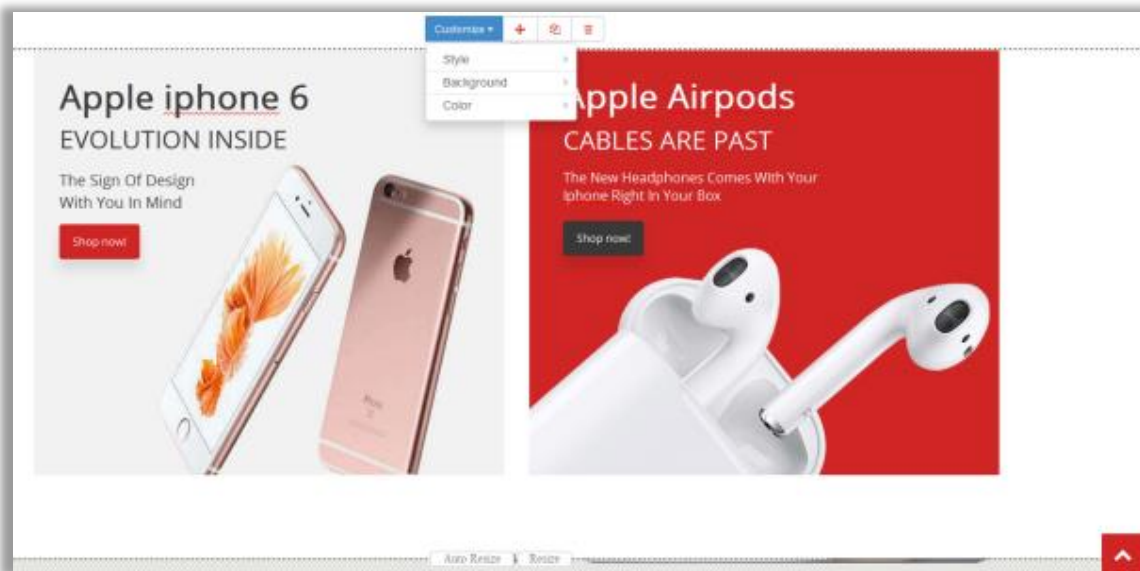 Customize
Style
Background
Color
Apple iphone 6
EVOLUTION INSIDE
The Sign Of Design
With You In Mind
Shop now!
Apple Airpods
CABLES ARE PAST
The New Headphones Comes With Your
Iphone Right In Your Box
Shop now!
iPhone
Auto Resize
Resize